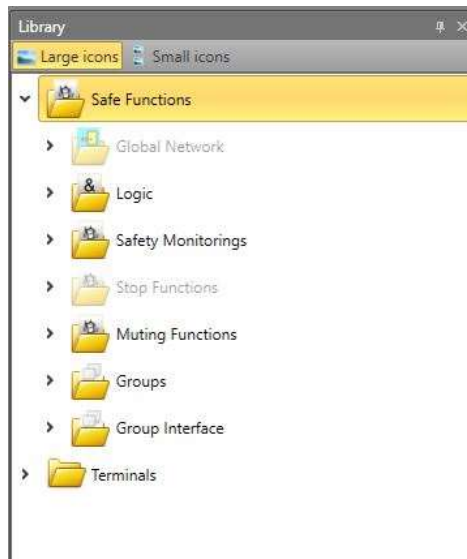 Library
Large icons Small icons
Safe Functions
Global Network
& Logic
Safety Monitorings
Stop Functions
Muting Functions
Groups
Group Interface
Terminals